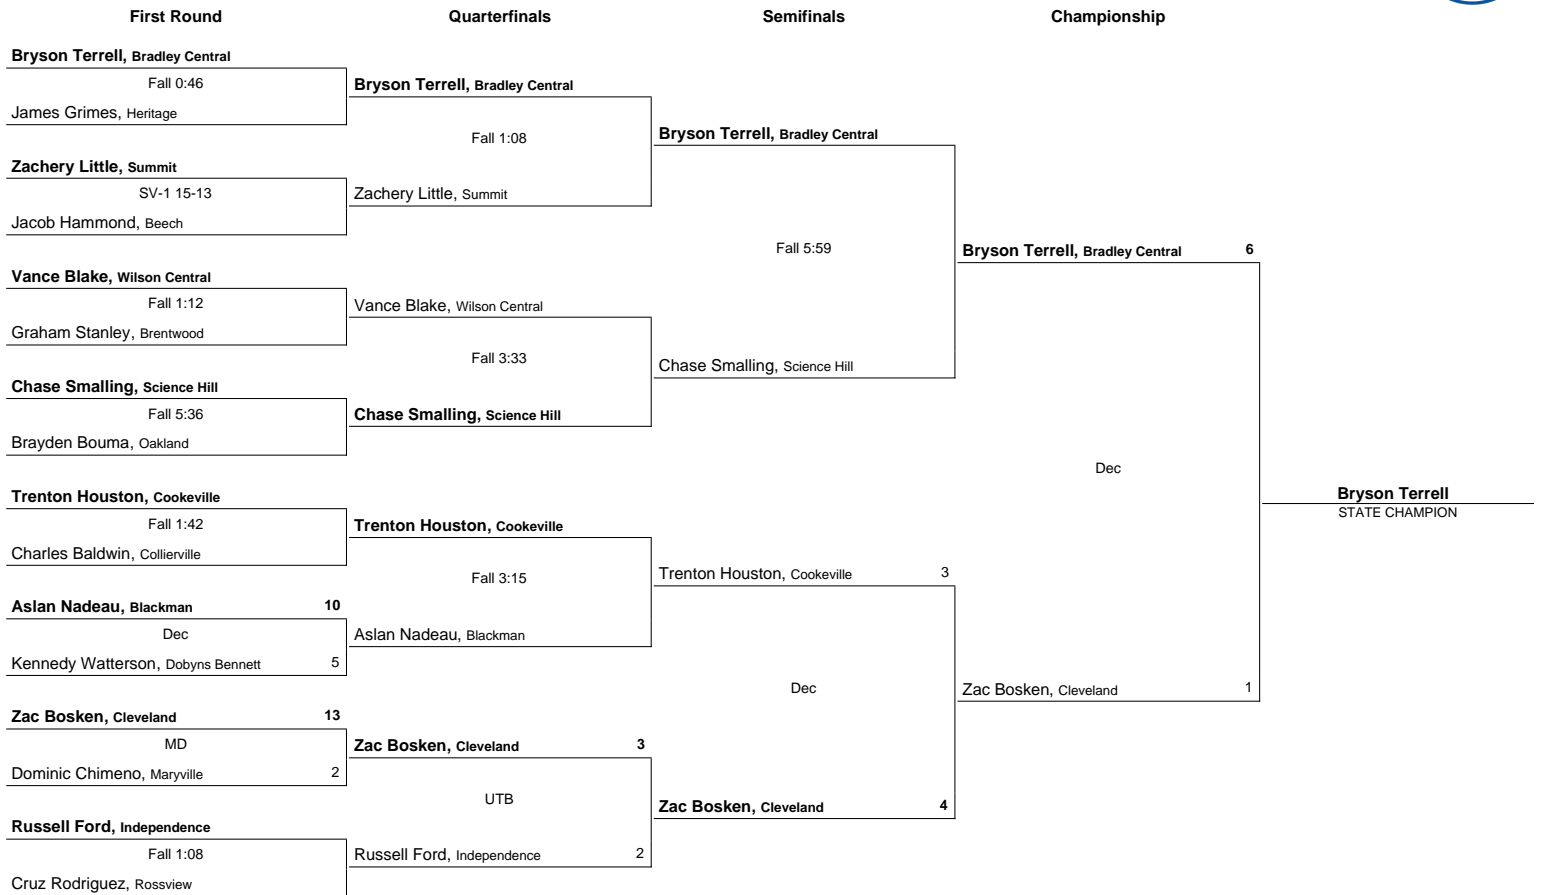 First Round
Quarterfinals
Semifinals
Championship
Bryson Terrell, Bradley Central
Fall 0:46
James Grimes, Heritage
Zachery Little, Summit
SV-1 15-13
Jacob Hammond, Beech
Vance Blake, Wilson Central
Fall 1:12
Graham Stanley, Brentwood
Chase Smalling, Science Hill
Fall 5:36
Brayden Bouma, Oakland
Trenton Houston, Cookeville
Fall 1:42
Charles Baldwin, Collierville
Aslan Nadeau, Blackman 10
Dec
Kennedy Watterson, Dobyns Bennett 5
Zac Bosken, Cleveland 13
MD
Dominic Chimeno, Maryville 2
Russell Ford, Independence
Fall 1:08
Cruz Rodriguez, Rossview
Bryson Terrell, Bradley Central
Fall 1:08
Zachery Little, Summit
Vance Blake, Wilson Central
Fall 3:33
Chase Smalling, Science Hill
Trenton Houston, Cookeville
Fall 3:15
Aslan Nadeau, Blackman
Zac Bosken, Cleveland 3
UTB
Russell Ford, Independence 2
Bryson Terrell, Bradley Central
Fall 5:59
Chase Smalling, Science Hill
Trenton Houston, Cookeville 3
Dec
Zac Bosken, Cleveland 4
Bryson Terrell, Bradley Central 6
Dec
Zac Bosken, Cleveland 1
Bryson Terrell
STATE CHAMPION